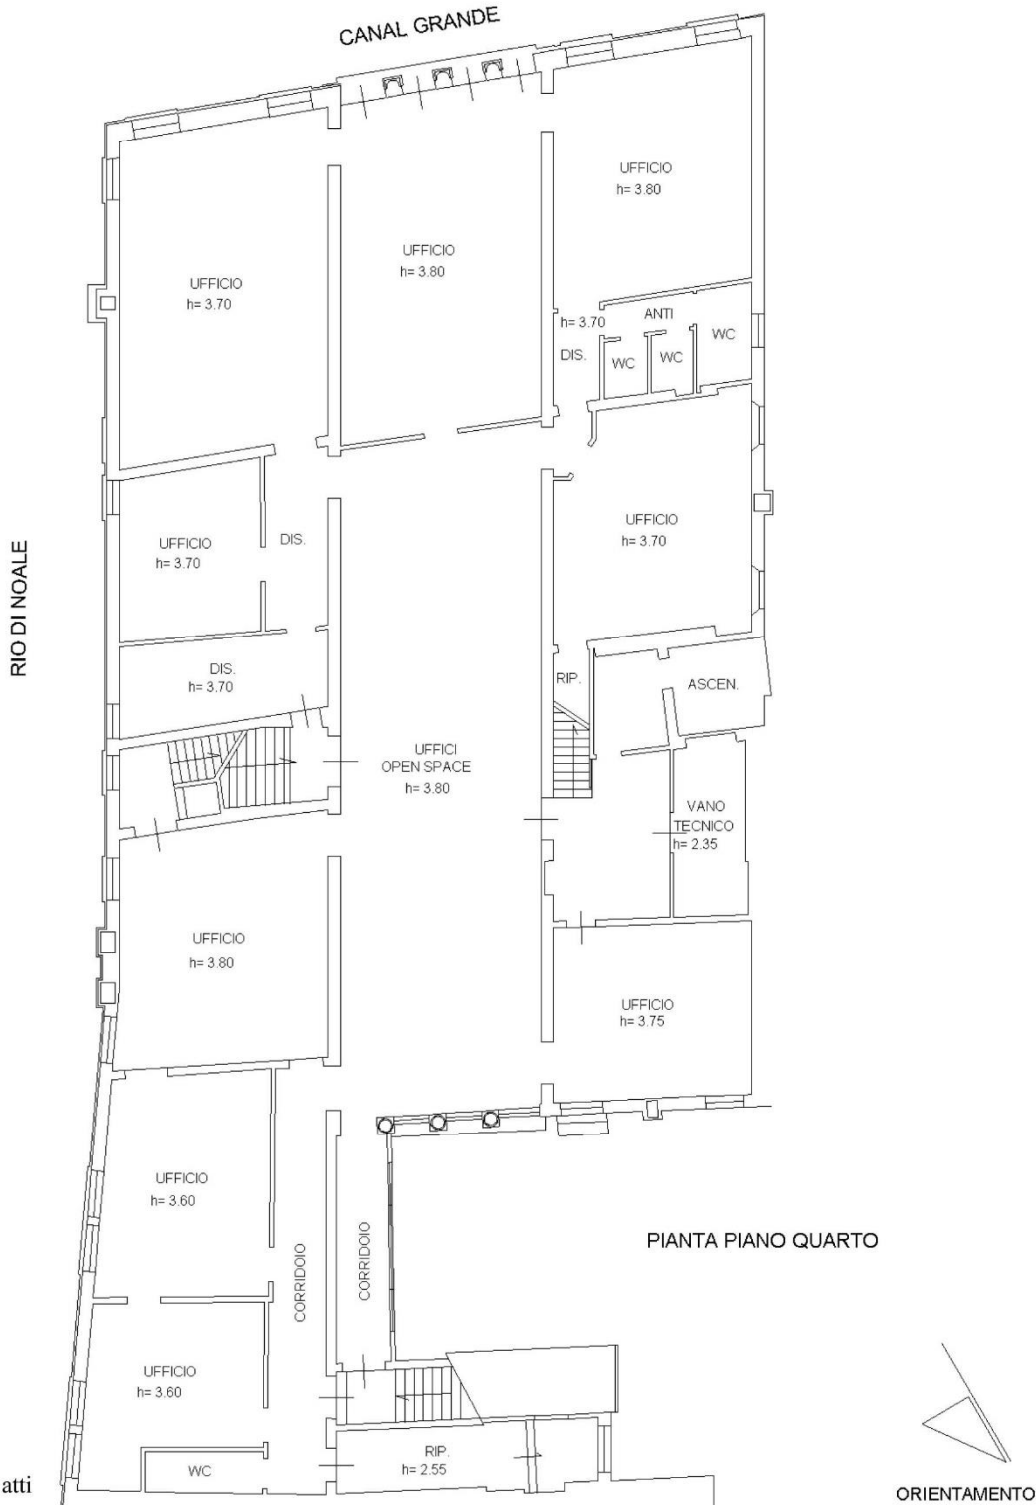 CANAL GRANDE
UFFICIO
h= 3.80
UFFICIO
h= 3.80
UFFICIO
h= 3.70
h= 3.70
ANTI
DIS.
WC
WC
WC
UFFICIO
h= 3.70
UFFICIO
h= 3.70
DIS.
RIO DI NOALE
DIS.
h= 3.70
RIP.
ASCEN.
UFFICI
OPEN SPACE
h= 3.80
VANO
TECNICO
h= 2.35
UFFICIO
h= 3.80
UFFICIO
h= 3.75
UFFICIO
h= 3.60
CORRIDOIO
CORRIDOIO
PIANTA PIANO QUARTO
UFFICIO
h= 3.60
WC
RIP.
h= 2.55
atti
ORIENTAMENTO